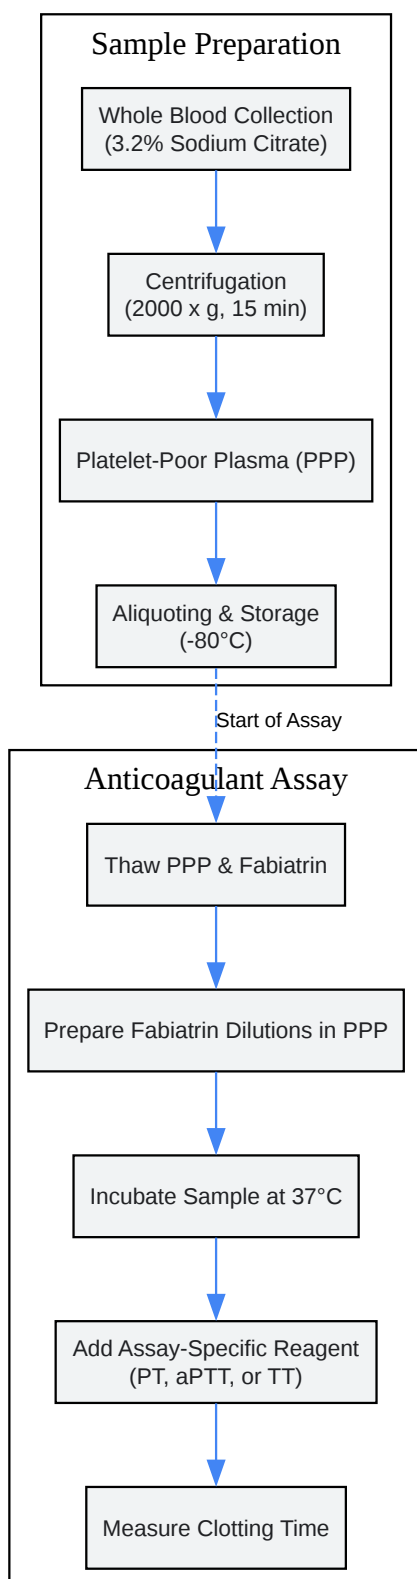 Sample Preparation
Whole Blood Collection
(3.2% Sodium Citrate)
Centrifugation
(2000 x g, 15 min)
Platelet-Poor Plasma (PPP)
Aliquoting & Storage
(-80°C)
Start of Assay
Anticoagulant Assay
Thaw PPP & Fabiatrin
Prepare Fabiatrin Dilutions in PPP
Incubate Sample at 37°C
Add Assay-Specific Reagent
(PT, aPTT, or TT)
Measure Clotting Time